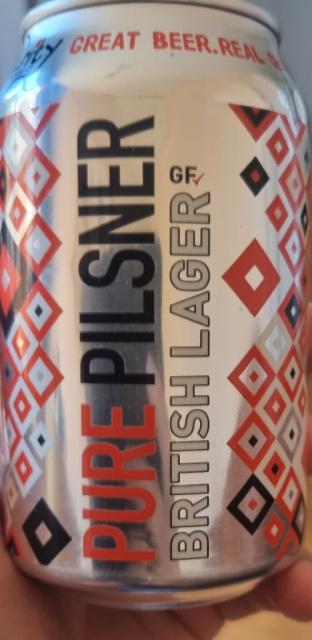 GREAT BEER.REAL
PURE PILSNER
GF✓
BRITISH LAGER